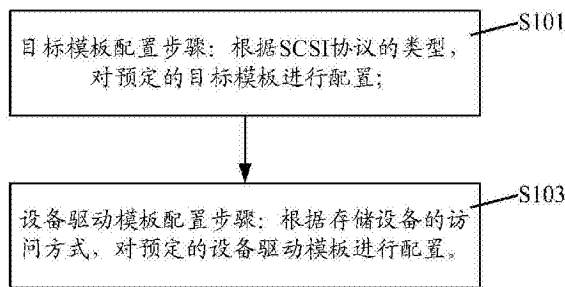 S101
目标模板配置步骤：根据SCSI协议的类型，
对预定的目标模板进行配置；
S103
设备驱动模板配置步骤：根据存储设备的访
问方式，对预定的设备驱动模板进行配置。